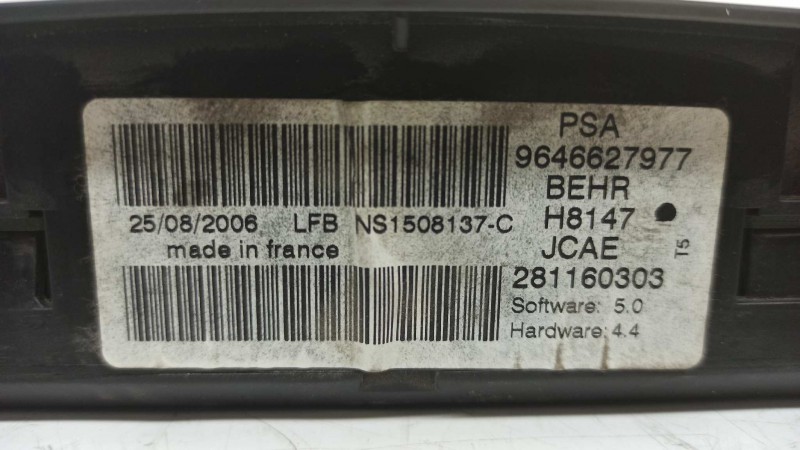 PSA
9646627977
BEHR
25/08/2006 LFB NS1508137-C H8147
made in france JCAE T5
281160303
Software: 5.0
Hardware: 4.4